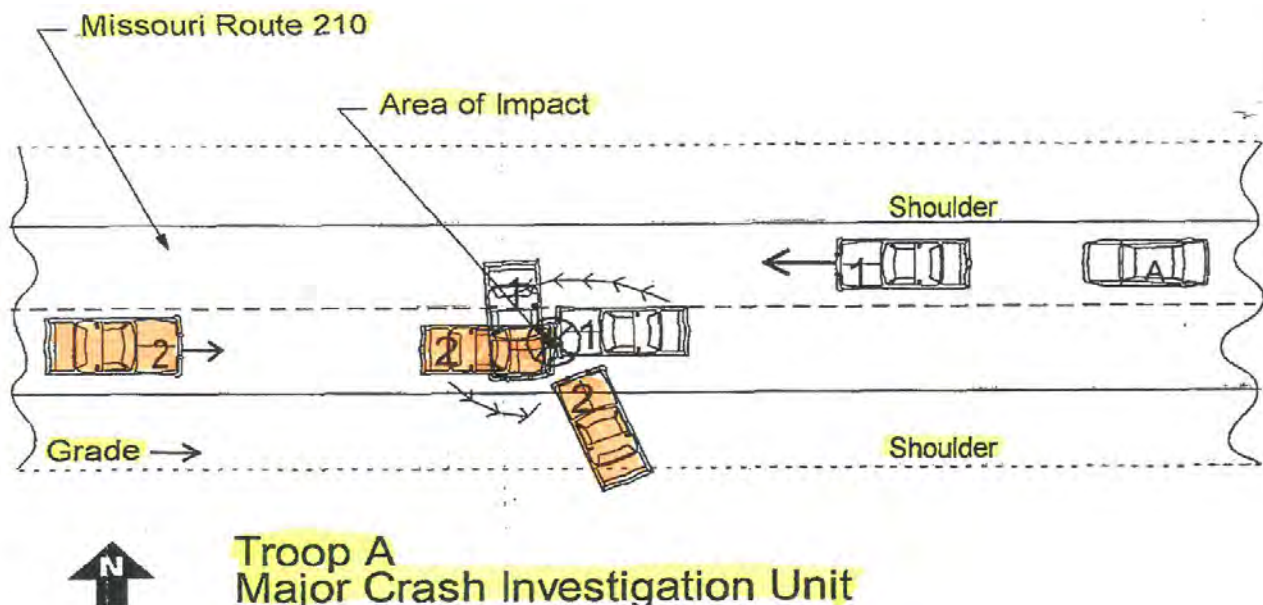 Missouri Route 210
Area of Impact
Shoulder
1
A
1
2
2
1
2
Grade
Shoulder
N
Troop A
Major Crash Investigation Unit